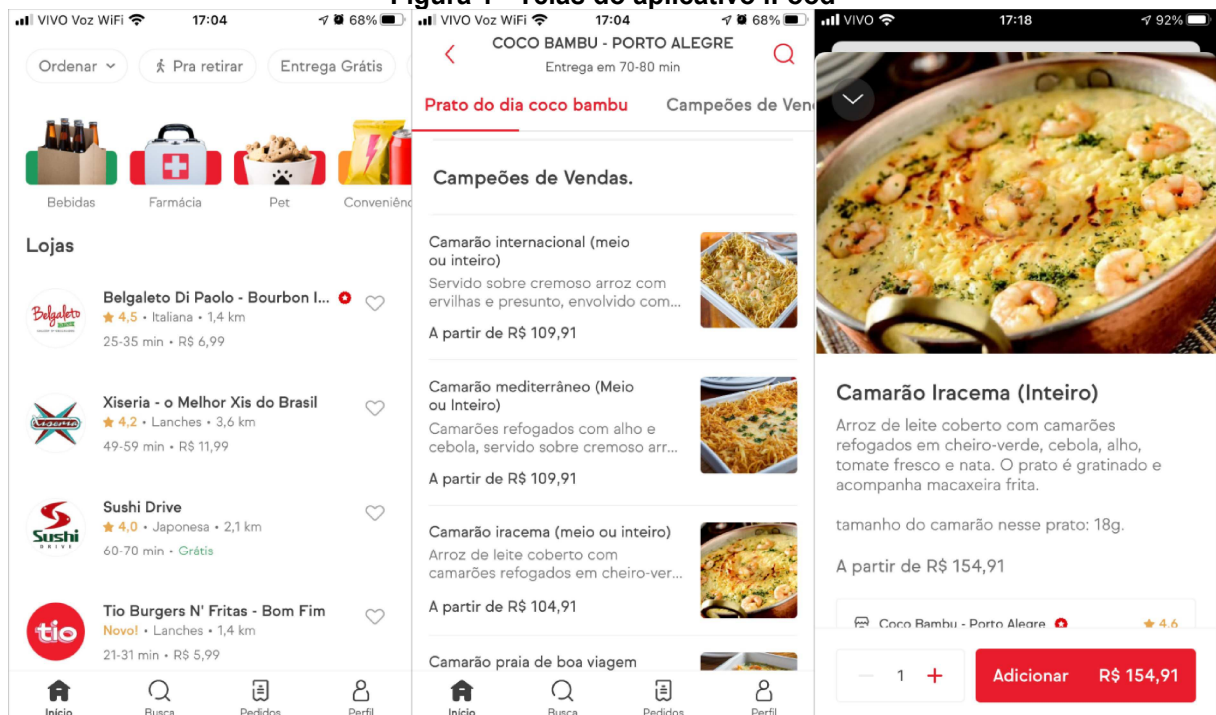 Figura 1 - Telas do aplicativo iFood
VIVO Voz WiFi 17:04 68%
Ordenar Pra retirar Entrega Grátis
Bebidas Farmácia Pet Conveniênc
Lojas
Belgaleto
Belgaleto Di Paolo - Bourbon I...
4,5 • Italiana • 1,4 km
25-35 min • R$ 6,99
Xiseria
Xiseria - o Melhor Xis do Brasil
4,2 • Lanches • 3,6 km
49-59 min • R$ 11,99
Sushi
DRIVE
Sushi Drive
4,0 • Japonesa • 2,1 km
60-70 min • Grátis
tio
Tio Burgers N' Fritas - Bom Fim
Novo! • Lanches • 1,4 km
21-31 min • R$ 5,99
Início Busca Pedidos Perfil
VIVO Voz WiFi 17:04 68%
COCO BAMBU - PORTO ALEGRE
Entrega em 70-80 min
Prato do dia coco bambu Campeões de Ven
Campeões de Vendas.
Camarão internacional (meio
ou inteiro)
Servido sobre cremoso arroz com
ervilhas e presunto, envolvido com...
A partir de R$ 109,91
Camarão mediterrâneo (Meio
ou Inteiro)
Camarões refogados com alho e
cebola, servido sobre cremoso arr...
A partir de R$ 109,91
Camarão iracema (meio ou inteiro)
Arroz de leite coberto com
camarões refogados em cheiro-ver...
A partir de R$ 104,91
Camarão praia de boa viagem
Início Busca Pedidos Perfil
VIVO 17:18 92%
Camarão Iracema (Inteiro)
Arroz de leite coberto com camarões
refogados em cheiro-verde, cebola, alho,
tomate fresco e nata. O prato é gratinado e
acompanha macaxeira frita.
tamanho do camarão nesse prato: 18g.
A partir de R$ 154,91
Coco Bambu - Porto Alegre 4,6
1 + Adicionar R$ 154,91